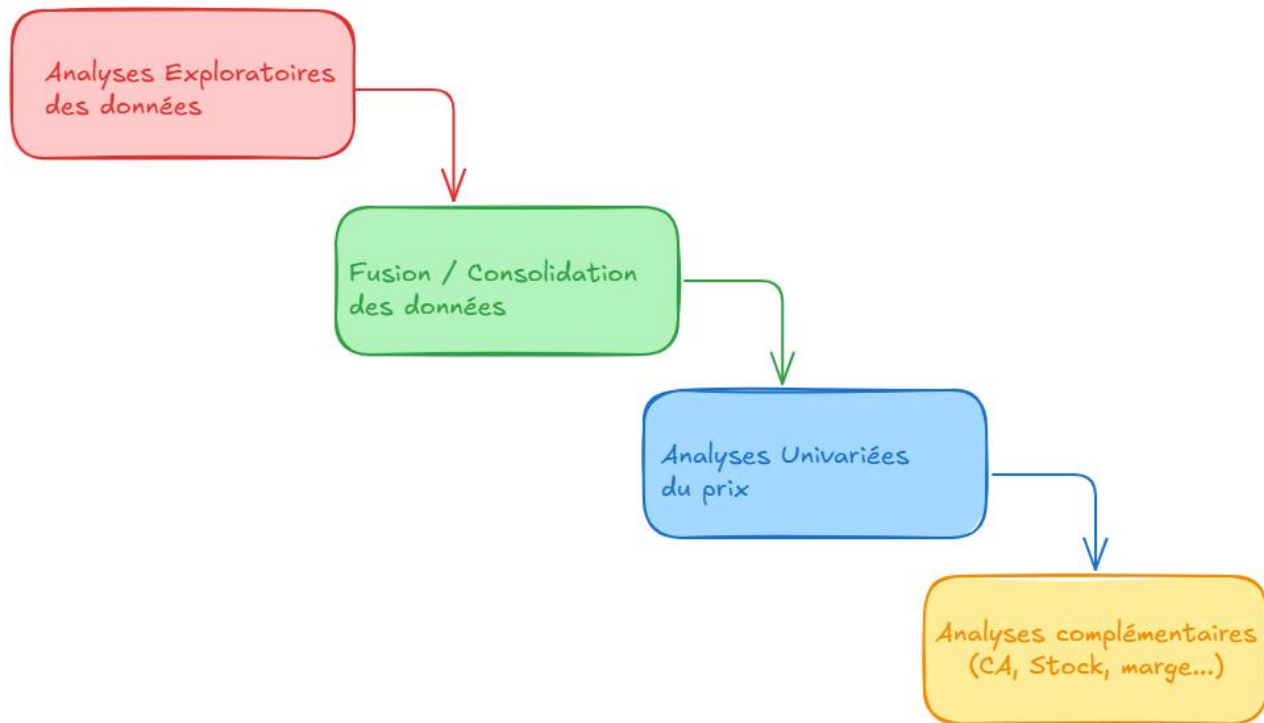 Analyses Exploratoires
des données
Fusion / Consolidation
des données
Analyses Univariées
du prix
Analyses complémentaires
(CA, Stock, marge...)